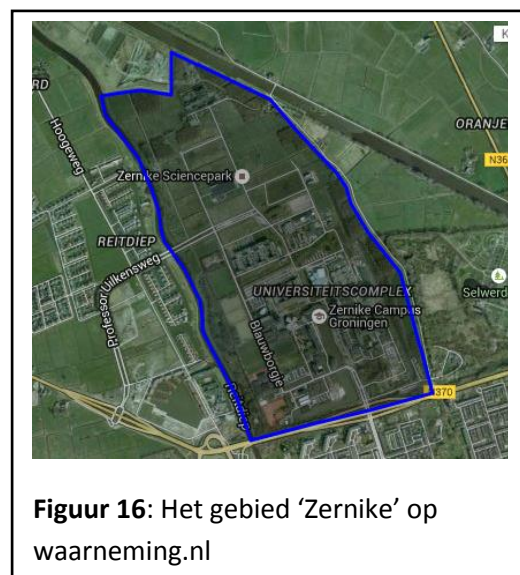 K
RD
Hoogeweg
ORANJE
N36
Zernike Sciencepark
REITDIEP
Professor Uilkensweg
UNIVERSITEITSCOMPLEX
Selwerd
Zernike Campus
Groningen
Blauwborgje
Reitdiep
370
Figuur 16: Het gebied ‘Zernike’ op
waarneming.nl